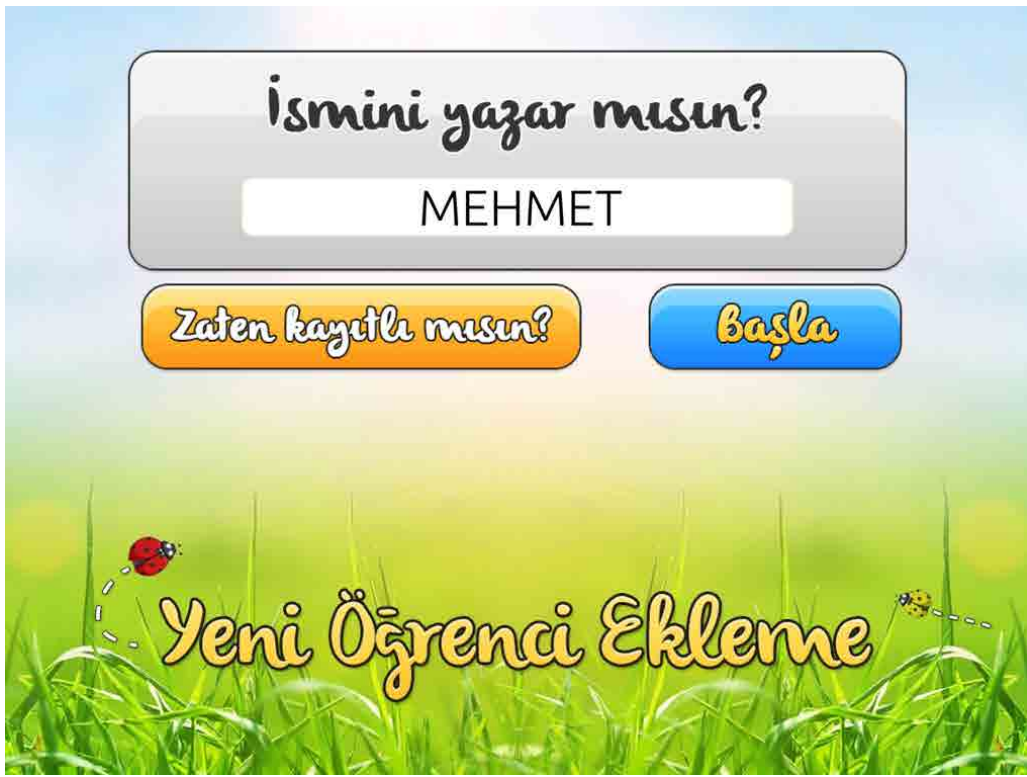 İsmini yazar mısın?
MEHMET
Zaten kayıtlı mısın?
Başla
Yeni Öğrenci Ekleme